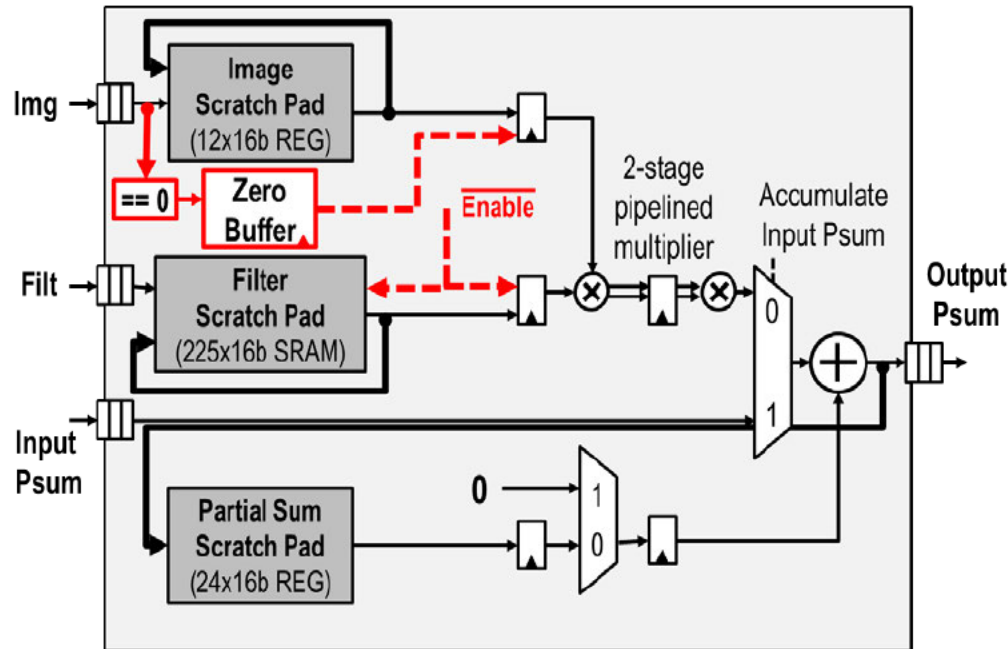 Img
Image
Scratch Pad
(12x16b REG)
== 0
Zero
Buffer
Enable
2-stage
pipelined
multiplier
Accumulate
Input Psum
Filt
Filter
Scratch Pad
(225x16b SRAM)
0
1
Output
Psum
Input
Psum
Partial Sum
Scratch Pad
(24x16b REG)
0
1
0